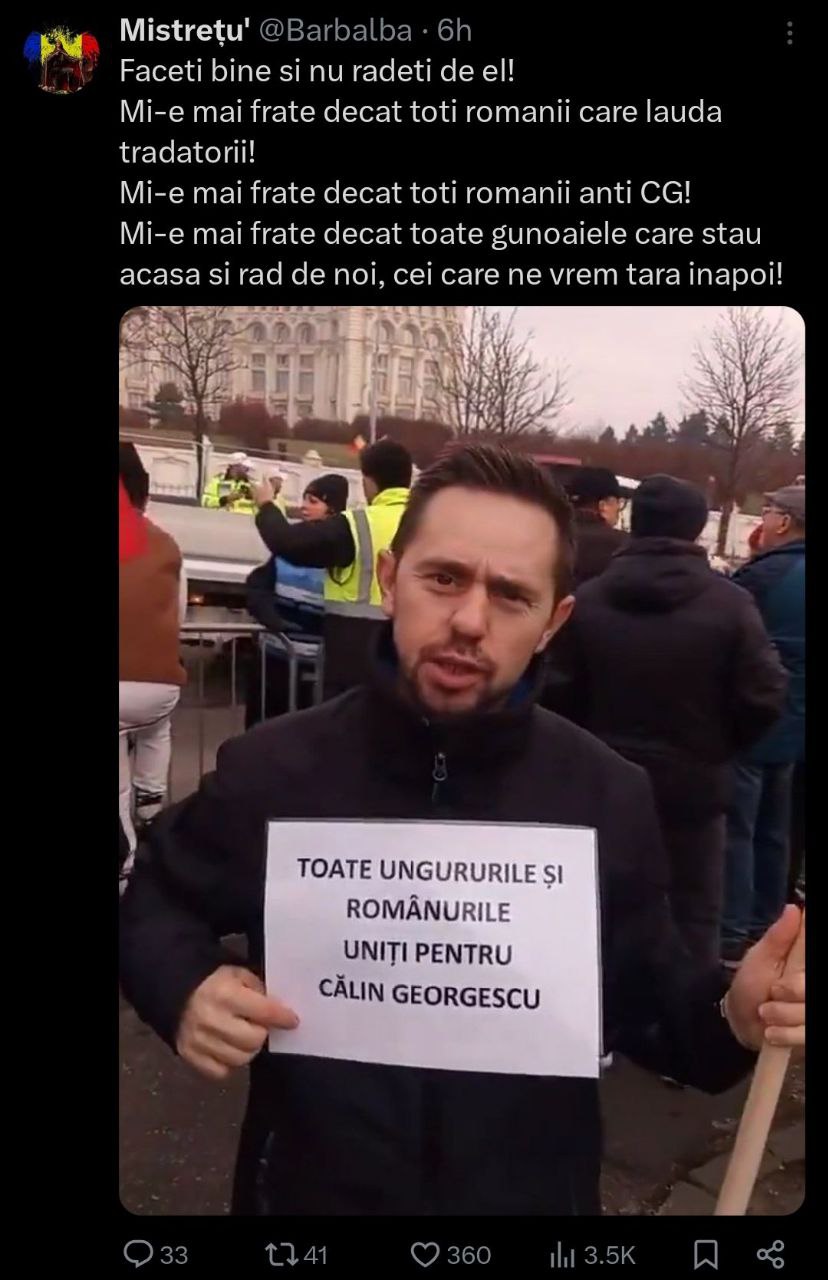 Mistrețu' @Barbalba · 6h
Faceti bine si nu radeti de el!
Mi-e mai frate decat toti romanii care lauda
tradatorii!
Mi-e mai frate decat toti romanii anti CG!
Mi-e mai frate decat toate gunoaiele care stau
acasa si rad de noi, cei care ne vrem tara inapoi!
TOATE UNGURURILE ȘI
ROMÂNURILE
UNIȚI PENTRU
CĂLIN GEORGESCU
33 41 360 3.5K